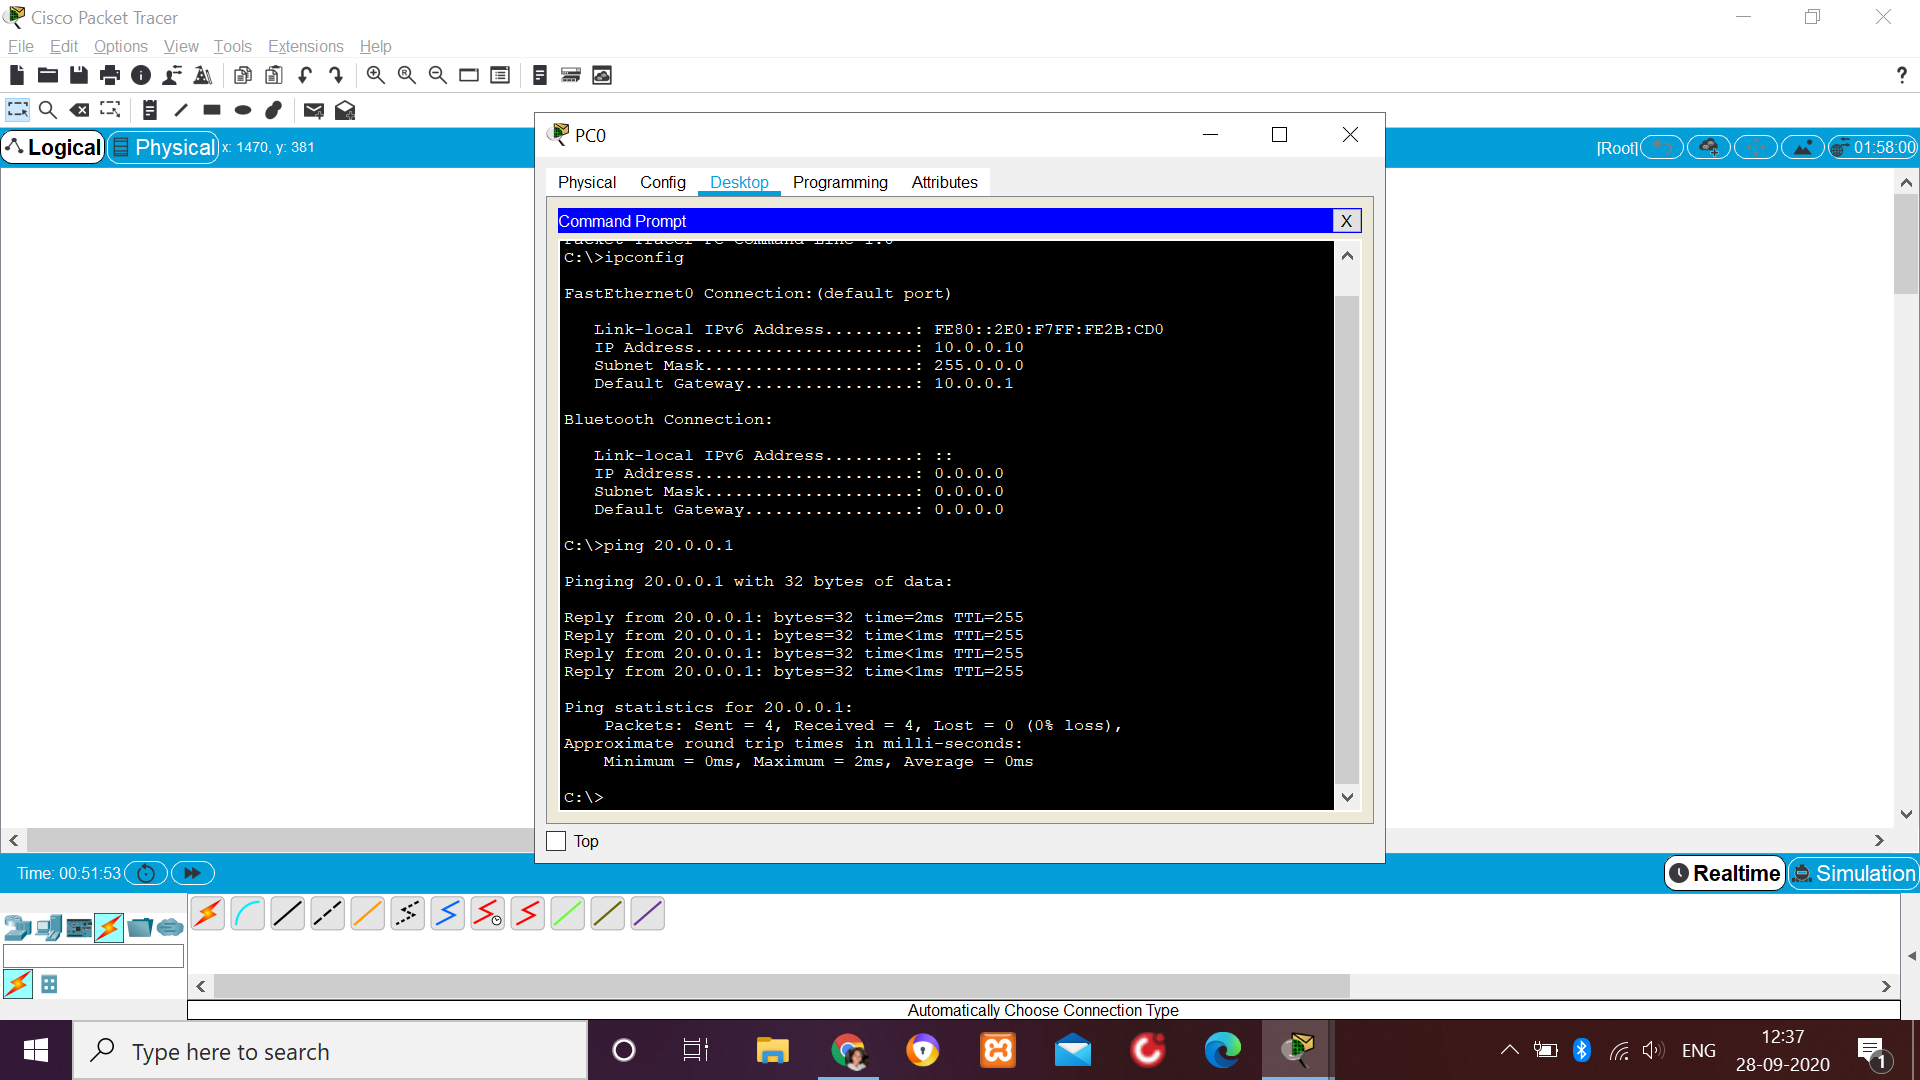 Cisco Packet Tracer
File Edit Options View Tools Extensions Help
?
Logical Physical x: 1470, y: 381
[Root] 01:58:00
PC0
Physical Config Desktop Programming Attributes
Command Prompt X
Packet Tracer PC Command Line 1.0
C:\>ipconfig
FastEthernet0 Connection:(default port)
Link-local IPv6 Address.........: FE80::2E0:F7FF:FE2B:CD0
IP Address......................: 10.0.0.10
Subnet Mask.....................: 255.0.0.0
Default Gateway.................: 10.0.0.1
Bluetooth Connection:
Link-local IPv6 Address.........: ::
IP Address......................: 0.0.0.0
Subnet Mask.....................: 0.0.0.0
Default Gateway.................: 0.0.0.0
C:\>ping 20.0.0.1
Pinging 20.0.0.1 with 32 bytes of data:
Reply from 20.0.0.1: bytes=32 time=2ms TTL=255
Reply from 20.0.0.1: bytes=32 time<1ms TTL=255
Reply from 20.0.0.1: bytes=32 time<1ms TTL=255
Reply from 20.0.0.1: bytes=32 time<1ms TTL=255
Ping statistics for 20.0.0.1:
Packets: Sent = 4, Received = 4, Lost = 0 (0% loss),
Approximate round trip times in milli-seconds:
Minimum = 0ms, Maximum = 2ms, Average = 0ms
C:\>
Top
Time: 00:51:53
Realtime Simulation
Automatically Choose Connection Type
Type here to search
ENG
12:37
28-09-2020
1